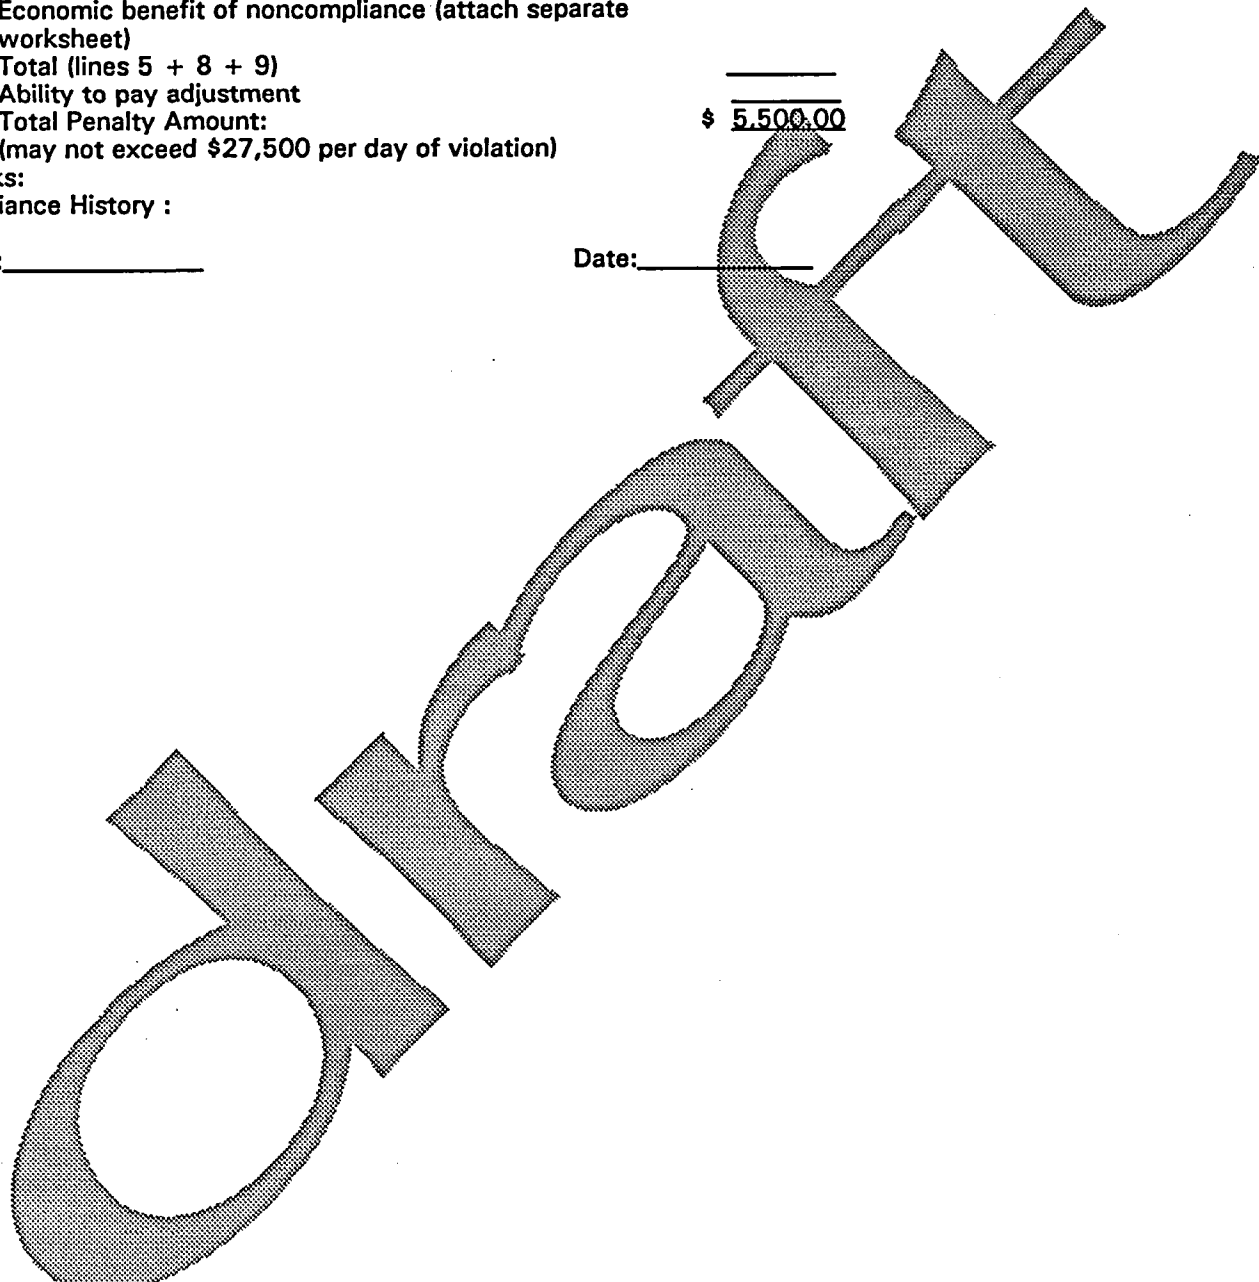 Economic benefit of noncompliance (attach separate
worksheet)
Total (lines 5 + 8 + 9)
Ability to pay adjustment
Total Penalty Amount: $ 5,500.00
(may not exceed $27,500 per day of violation)
ks:
iance History :
: Date:
draft